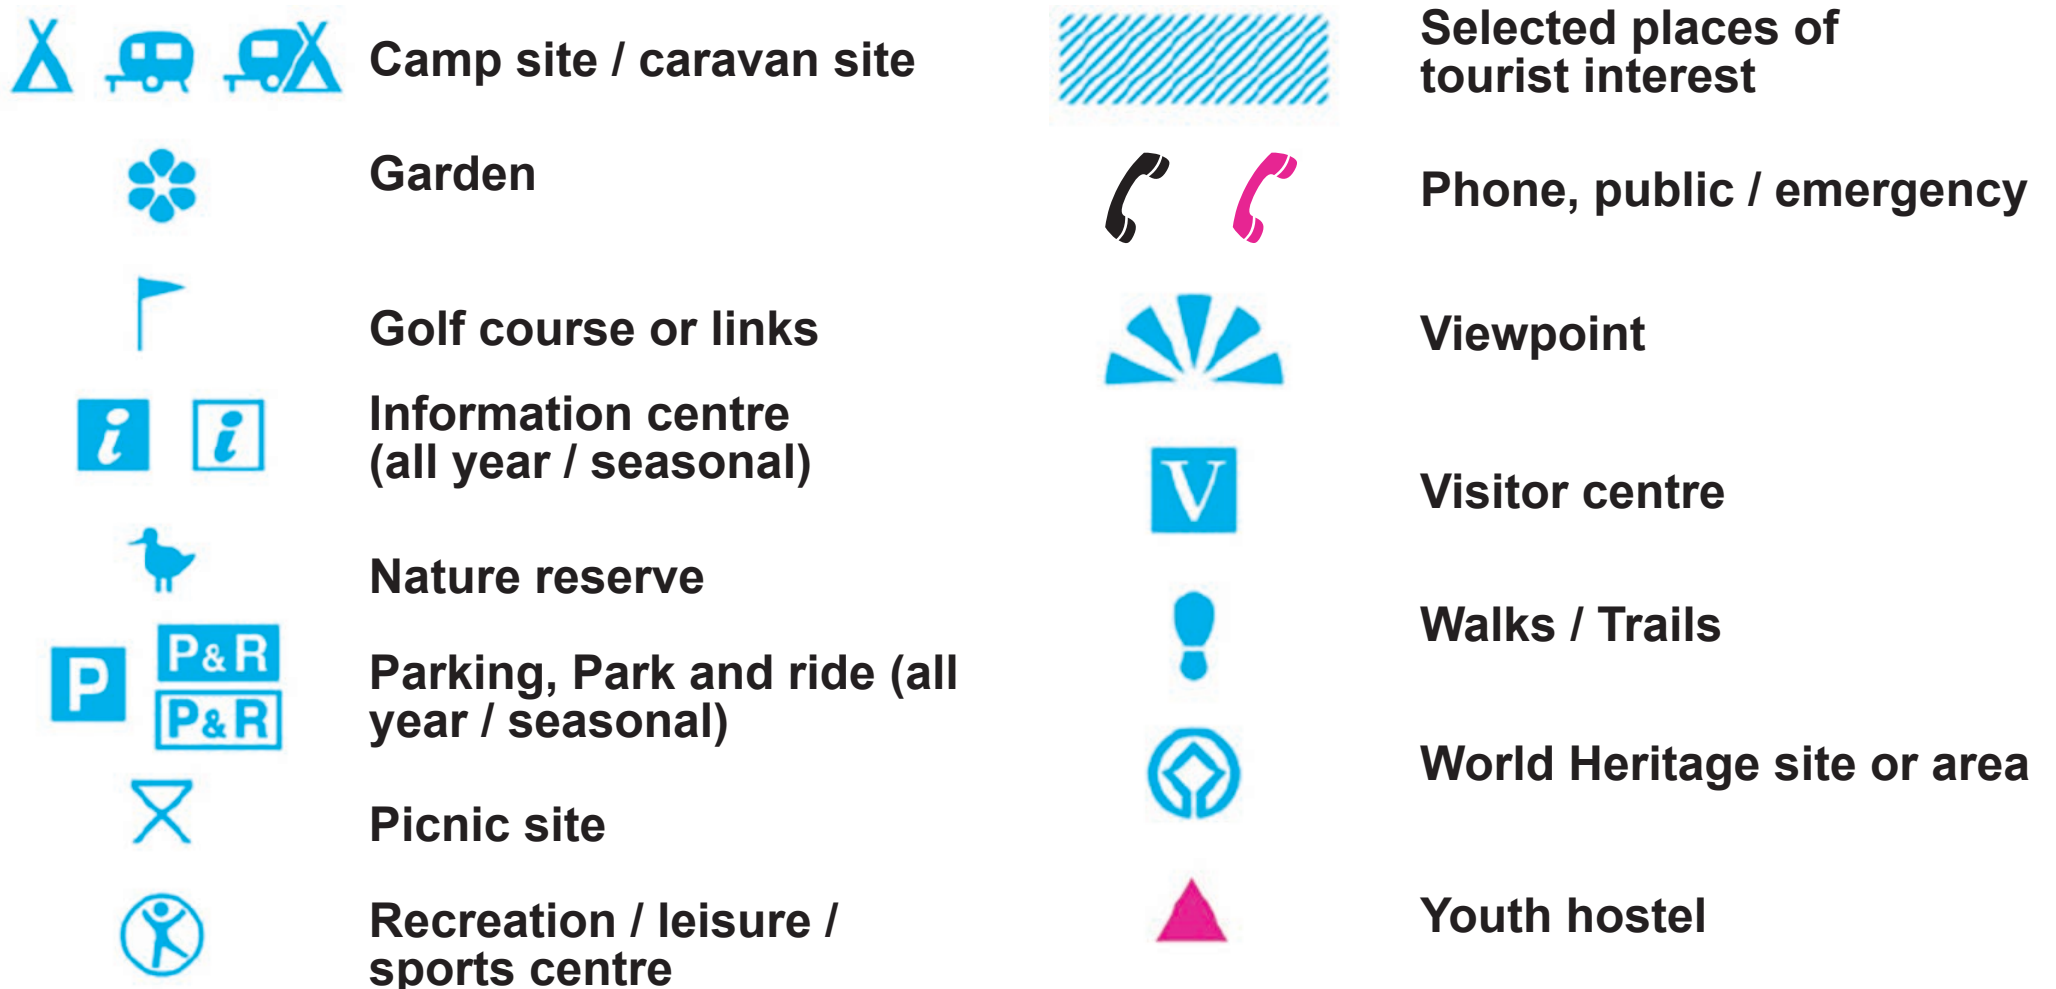 Camp site / caravan site
Garden
Golf course or links
i i
Information centre
(all year / seasonal)
Nature reserve
P P&R
P&R
Parking, Park and ride (all
year / seasonal)
Picnic site
Recreation / leisure /
sports centre
Selected places of
tourist interest
Phone, public / emergency
Viewpoint
V
Visitor centre
Walks / Trails
World Heritage site or area
Youth hostel